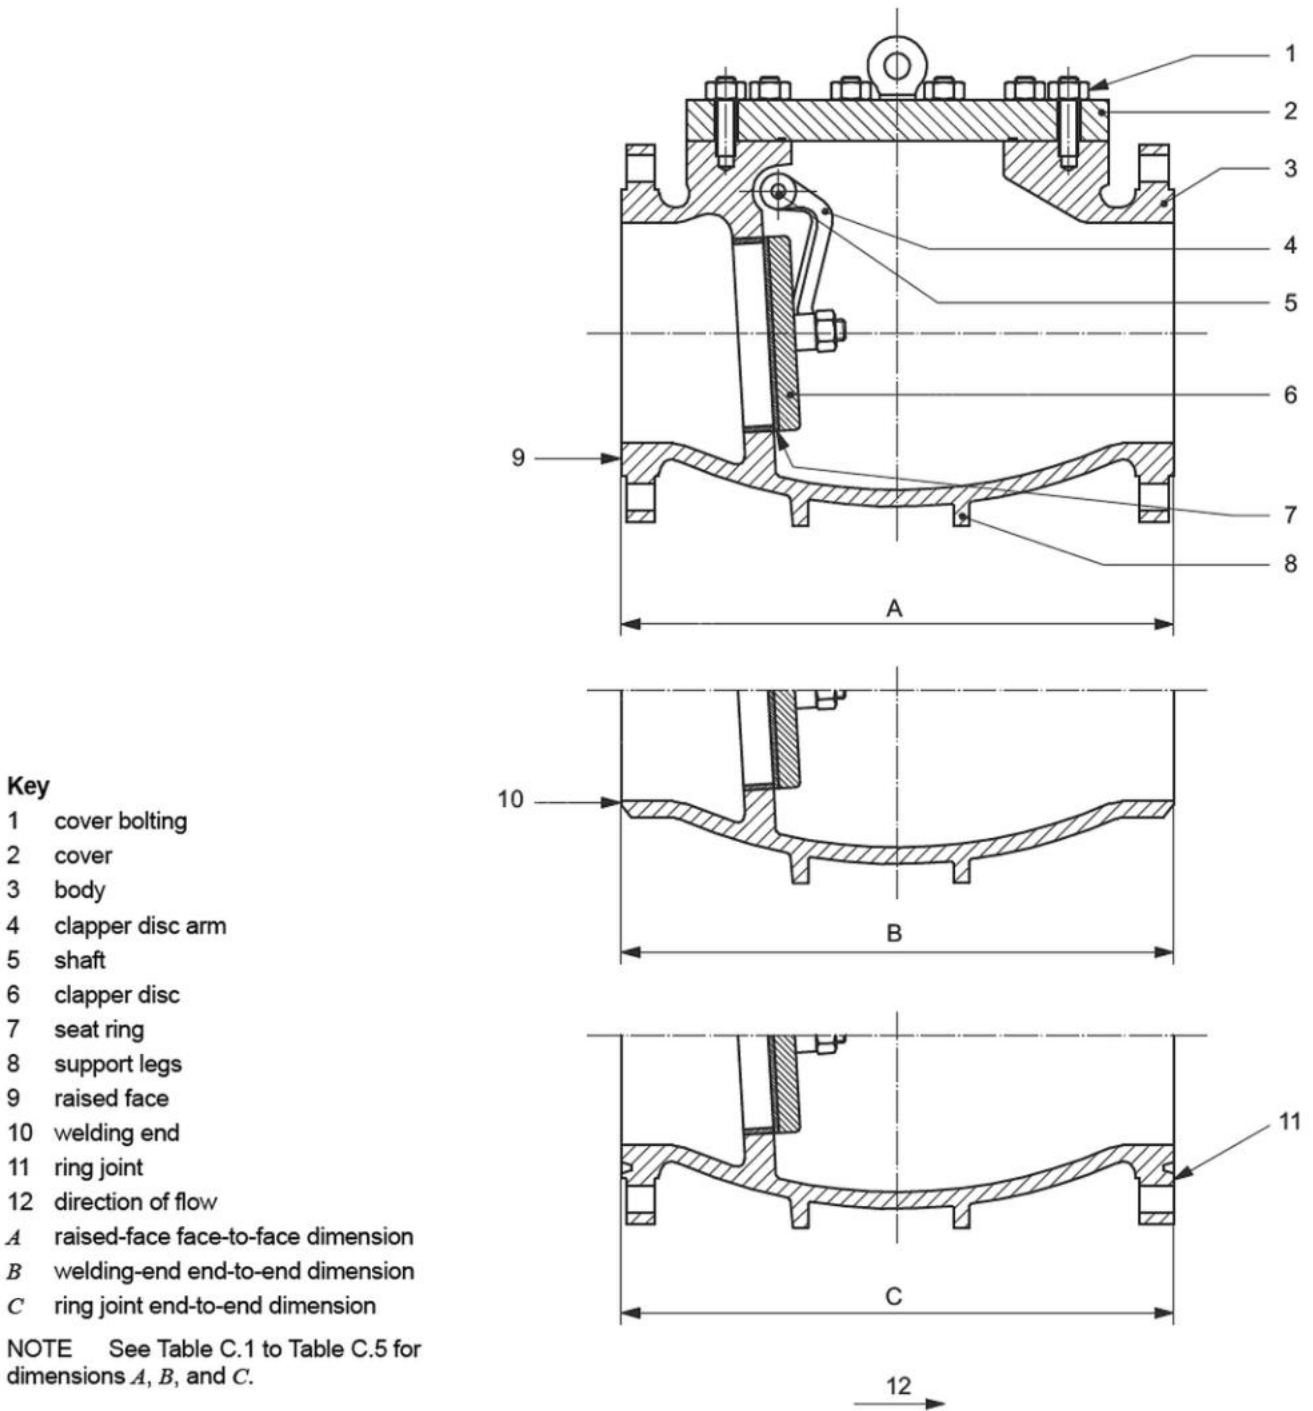 1
2
3
4
5
6
9
7
8
A
10
B
11
C
12
Key
1 cover bolting
2 cover
3 body
4 clapper disc arm
5 shaft
6 clapper disc
7 seat ring
8 support legs
9 raised face
10 welding end
11 ring joint
12 direction of flow
A raised-face face-to-face dimension
B welding-end end-to-end dimension
C ring joint end-to-end dimension
NOTE See Table C.1 to Table C.5 for
dimensions A, B, and C.